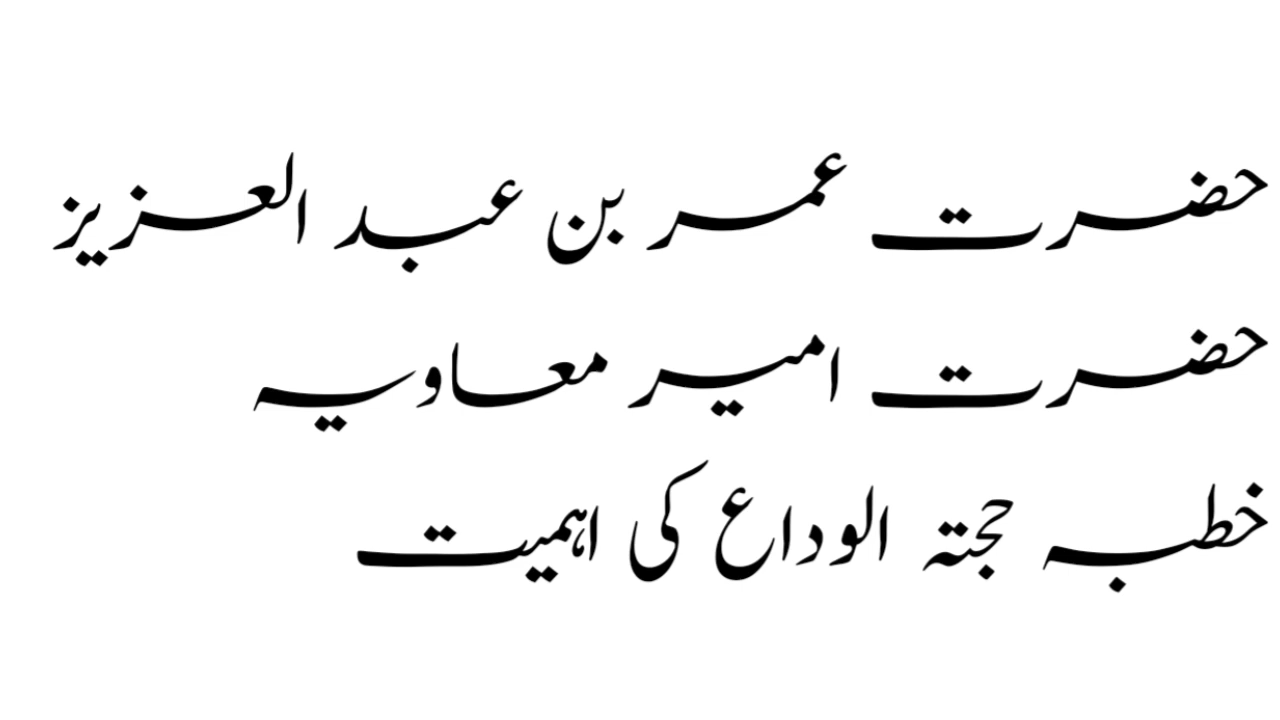 حضرت عمر بن عبد العزیز
حضرت امیر معاویہ
خطبہ حجتہ الوداع کی اہمیت